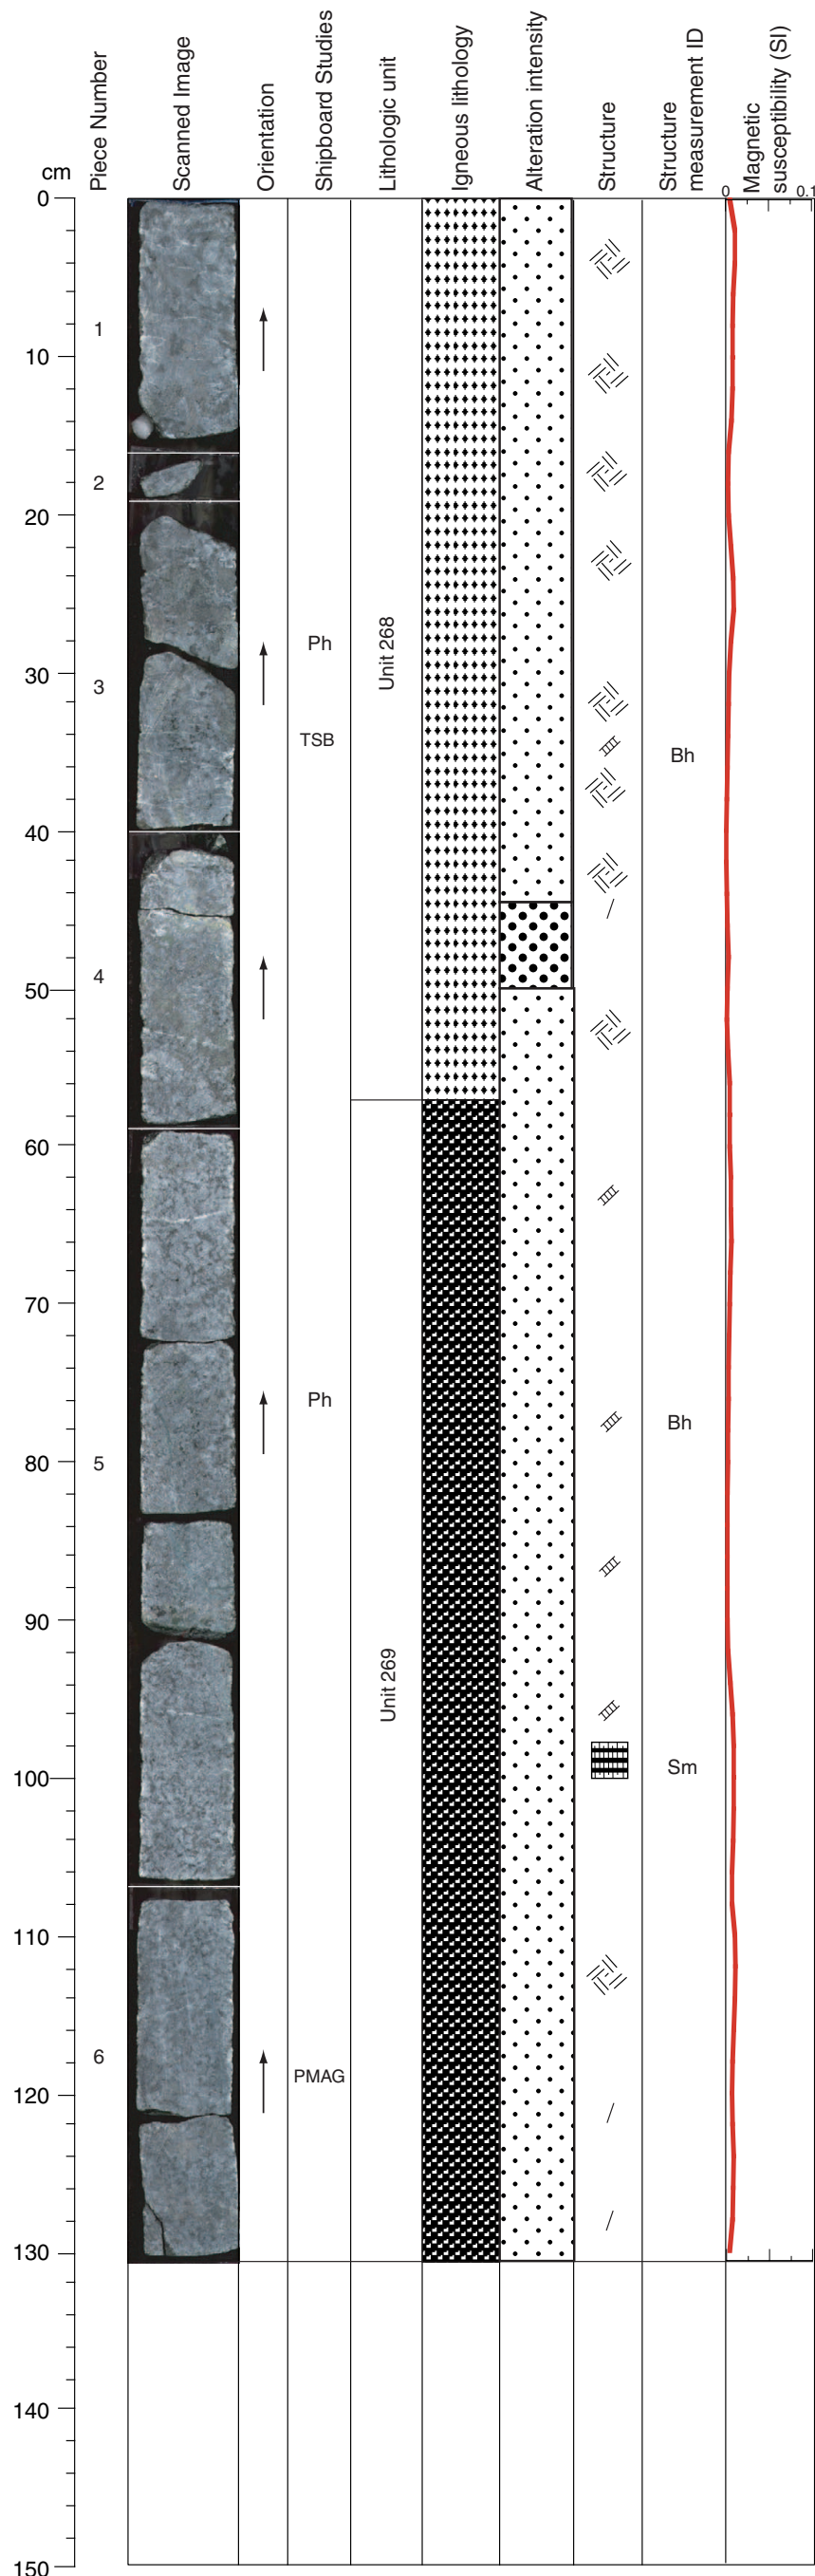 cm
Piece Number
Scanned Image
Orientation
Shipboard Studies
Lithologic unit
Igneous lithology
Alteration intensity
Structure
Structure
measurement ID
Magnetic
susceptibility (SI)
0 0.1
0
1
10
2
20
Ph
Unit 268
30
3
TSB
Bh
40
4
50
60
70
Ph
Bh
5
80
90
Unit 269
Sm
100
110
6
PMAG
120
130
140
150